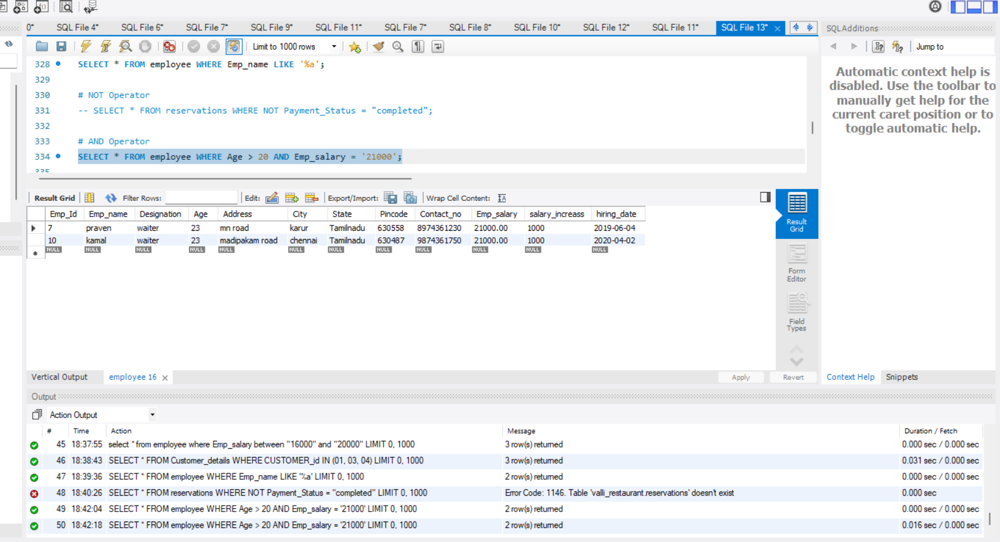 0* SQL File 4* SQL File 6* SQL File 7* SQL File 9* SQL File 11* SQL File 7* SQL File 8* SQL File 10* SQL File 12* SQL File 11* SQL File 13* SQLAdditions
Limit to 1000 rows Jump to
328 SELECT * FROM employee WHERE Emp_name LIKE '%a';
329
330 # NOT Operator
331 -- SELECT * FROM reservations WHERE NOT Payment_Status = "completed";
332
333 # AND Operator
334 SELECT * FROM employee WHERE Age > 20 AND Emp_salary = '21000';
335
Automatic context help is
disabled. Use the toolbar to
manually get help for the
current caret position or to
toggle automatic help.
Result Grid Filter Rows: Edit: Export/Import: Wrap Cell Content:
Emp_Id Emp_name Designation Age Address City State Pincode Contact_no Emp_salary salary_increass hiring_date
7 praven waiter 23 mn road karur Tamilnadu 630558 8974361230 21000.00 1000 2019-06-04
10 kamal waiter 23 madipakam road chennai Tamilnadu 630487 9874361750 21000.00 1000 2020-04-02
NULL NULL NULL NULL NULL NULL NULL NULL NULL NULL NULL NULL
Result
Grid
Form
Editor
Field
Types
Vertical Output employee 16 Apply Revert Context Help Snippets
Output
Action Output
# Time Action Message Duration / Fetch
45 18:37:55 select * from employee where Emp_salary between "16000" and "20000" LIMIT 0, 1000 3 row(s) returned 0.000 sec / 0.000 sec
46 18:38:43 SELECT * FROM Customer_details WHERE CUSTOMER_id IN (01, 03, 04) LIMIT 0, 1000 3 row(s) returned 0.031 sec / 0.000 sec
47 18:39:36 SELECT * FROM employee WHERE Emp_name LIKE '%a' LIMIT 0, 1000 2 row(s) returned 0.000 sec / 0.000 sec
48 18:40:26 SELECT * FROM reservations WHERE NOT Payment_Status = "completed" LIMIT 0, 1000 Error Code: 1146. Table 'valli_restaurant.reservations' doesn't exist 0.000 sec
49 18:42:04 SELECT * FROM employee WHERE Age > 20 AND Emp_salary = '21000' LIMIT 0, 1000 2 row(s) returned 0.000 sec / 0.000 sec
50 18:42:18 SELECT * FROM employee WHERE Age > 20 AND Emp_salary = '21000' LIMIT 0, 1000 2 row(s) returned 0.016 sec / 0.000 sec